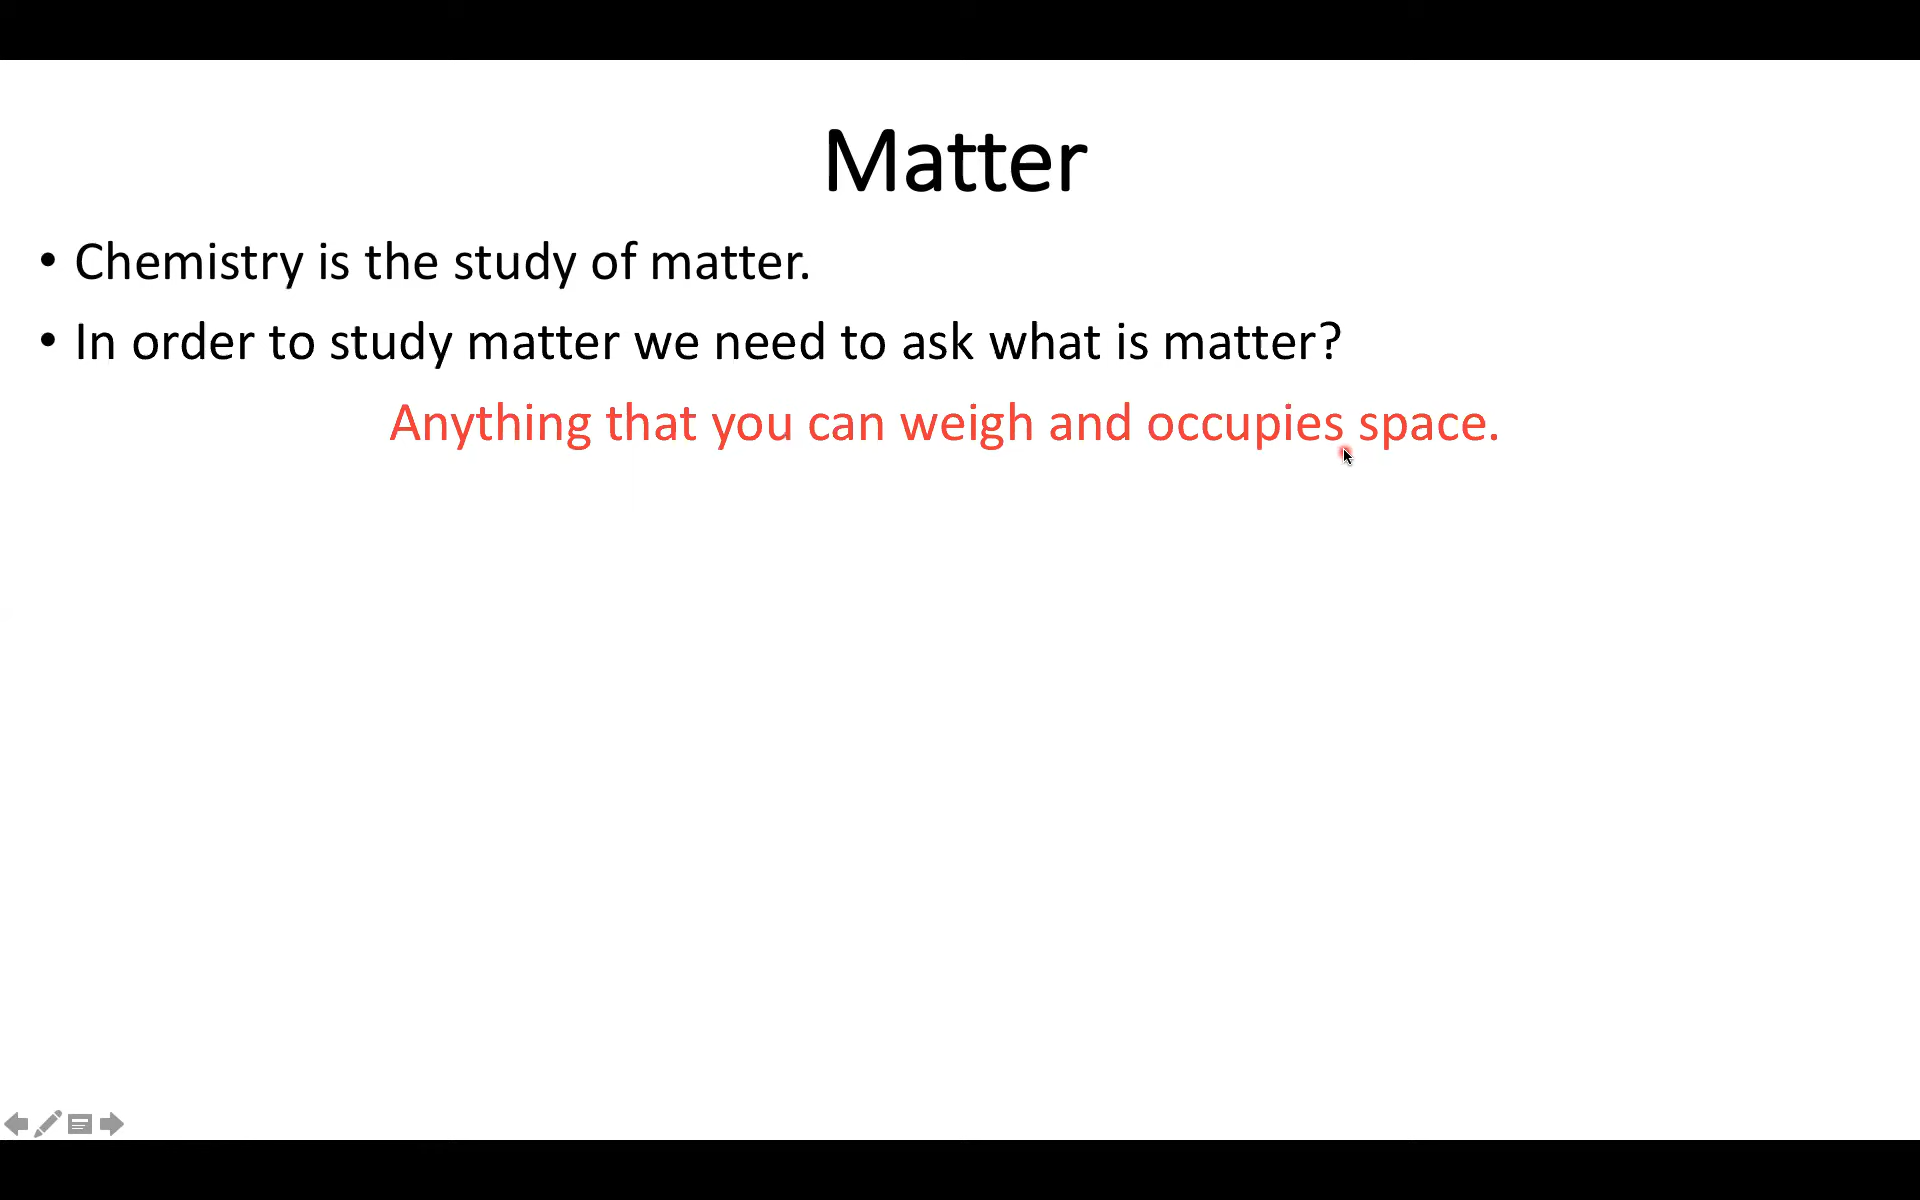 Matter
• Chemistry is the study of matter.
• In order to study matter we need to ask what is matter?
Anything that you can weigh and occupies space.